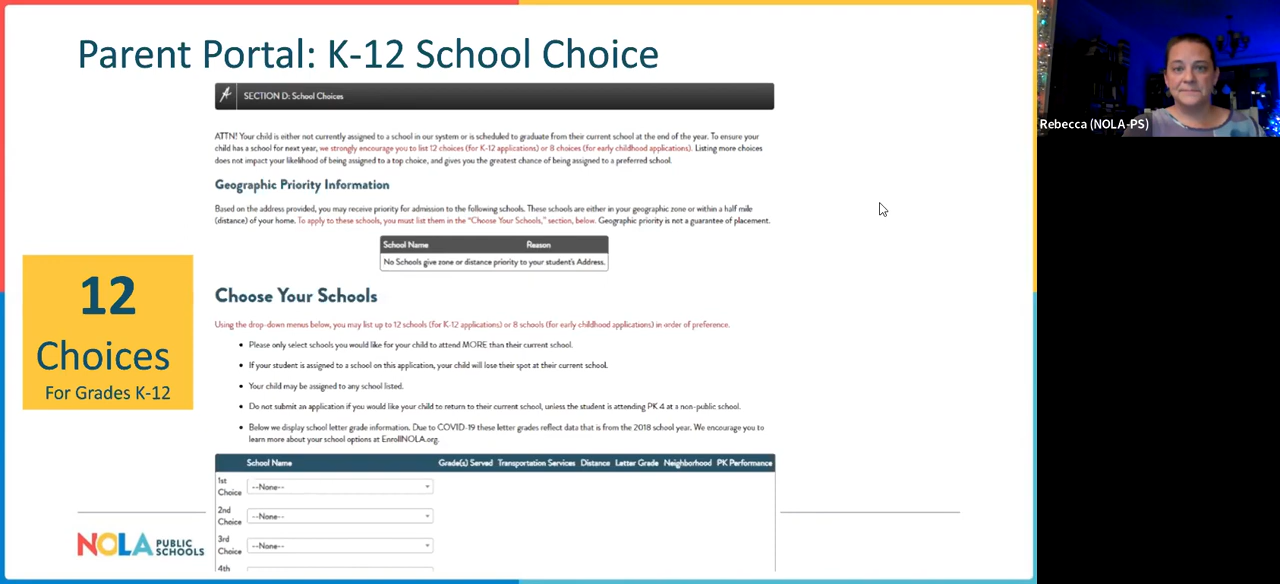 Parent Portal: K-12 School Choice
SECTION D: School Choices
ATTN! Your child is either not currently assigned to a school in our system or is scheduled to graduate from their current school at the end of the year. To ensure your
child has a school for next year, we strongly encourage you to list 12 choices (for K-12 applications) or 8 choices (for early childhood applications). Listing more choices
does not impact your likelihood of being assigned to a top choice, and gives you the greatest chance of being assigned to a preferred school.
Geographic Priority Information
Based on the address provided, you may receive priority for admission to the following schools. These schools are either in your geographic zone or within a half mile
(distance) of your home. To apply to these schools, you must list them in the "Choose Your Schools," section, below. Geographic priority is not a guarantee of placement.
School Name Reason
No Schools give zone or distance priority to your student's Address.
12
Choices
For Grades K-12
Choose Your Schools
Using the drop-down menus below, you may list up to 12 schools (for K-12 applications) or 8 schools (for early childhood applications) in order of preference.
• Please only select schools you would like for your child to attend MORE than their current school.
• If your student is assigned to a school on this application, your child will lose their spot at their current school.
• Your child may be assigned to any school listed.
• Do not submit an application if you would like your child to return to their current school, unless the student is attending PK 4 at a non-public school.
• Below we display school letter grade information. Due to COVID-19 these letter grades reflect data that is from the 2018 school year. We encourage you to
learn more about your school options at EnrollNOLA.org.
School Name Grade(s) Served Transportation Services Distance Letter Grade Neighborhood PK Performance
1st
Choice --None--
2nd
Choice --None--
3rd
Choice --None--
4th
NOLA PUBLIC
SCHOOLS
Rebecca (NOLA-PS)